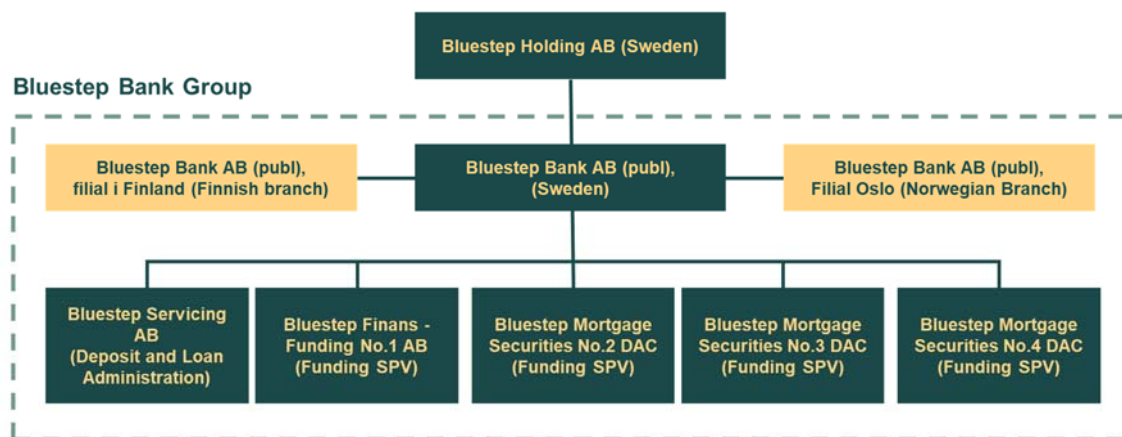 Bluestep Holding AB (Sweden)
Bluestep Bank Group
Bluestep Bank AB (publ),
filial i Finland (Finnish branch)
Bluestep Bank AB (publ),
(Sweden)
Bluestep Bank AB (publ),
Filial Oslo (Norwegian Branch)
Bluestep Servicing
AB
(Deposit and Loan
Administration)
Bluestep Finans -
Funding No.1 AB
(Funding SPV)
Bluestep Mortgage
Securities No.2 DAC
(Funding SPV)
Bluestep Mortgage
Securities No.3 DAC
(Funding SPV)
Bluestep Mortgage
Securities No.4 DAC
(Funding SPV)